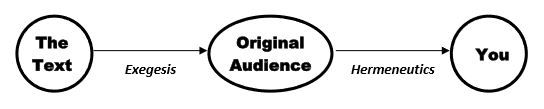 The
Text
Exegesis
Original
Audience
Hermeneutics
You